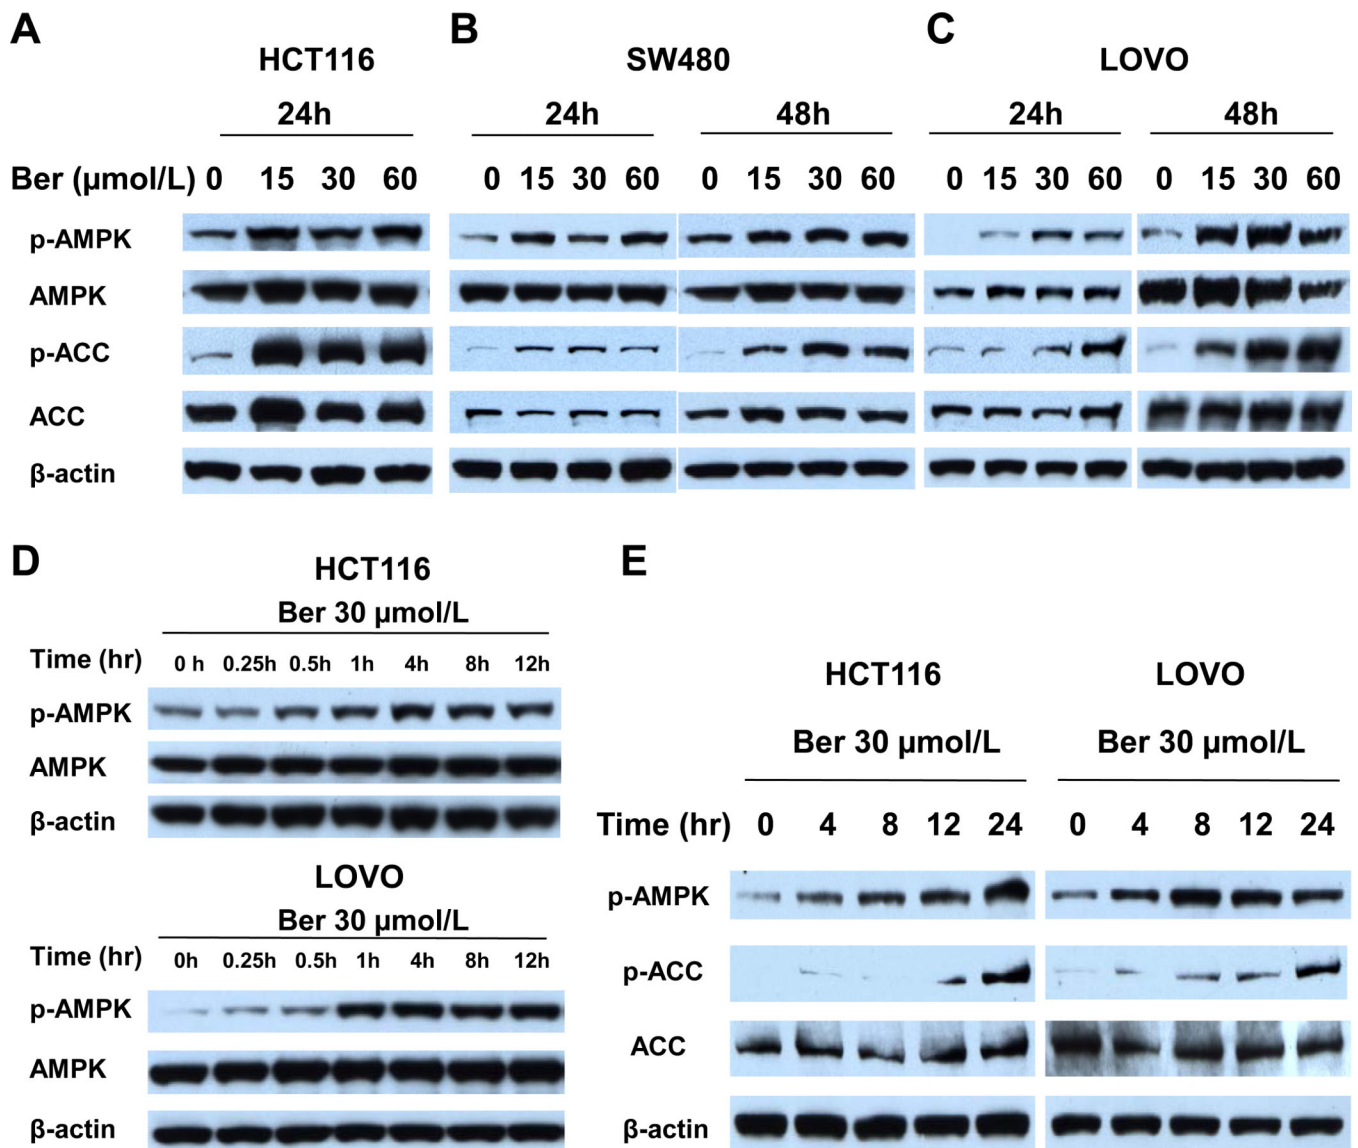 A B C
HCT116 SW480 LOVO
24h 24h 48h 24h 48h
Ber (µmol/L) 0 15 30 60 0 15 30 60 0 15 30 60 0 15 30 60 0 15 30 60
p-AMPK
AMPK
p-ACC
ACC
β-actin
D
HCT116
Ber 30 µmol/L
Time (hr) 0 h 0.25h 0.5h 1h 4h 8h 12h
p-AMPK
AMPK
β-actin
LOVO
Ber 30 µmol/L
Time (hr) 0h 0.25h 0.5h 1h 4h 8h 12h
p-AMPK
AMPK
β-actin
E
HCT116 LOVO
Ber 30 µmol/L Ber 30 µmol/L
Time (hr) 0 4 8 12 24 0 4 8 12 24
p-AMPK
p-ACC
ACC
β-actin